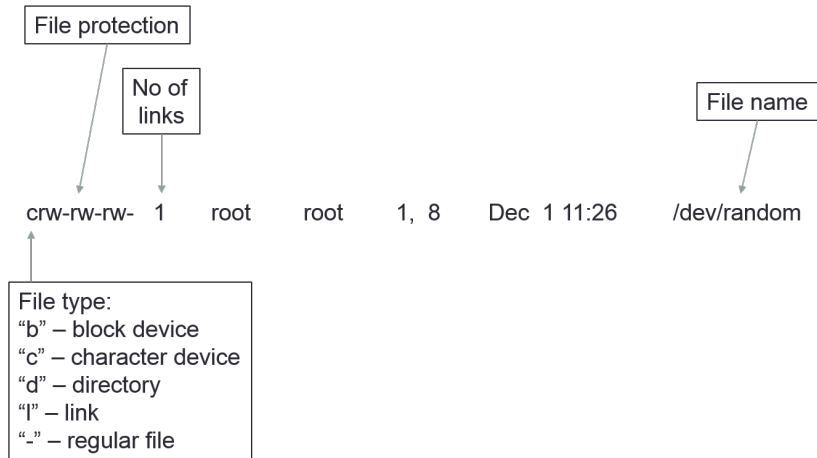 File protection
No of
links
File name
crw-rw-rw- 1 root root 1, 8 Dec 1 11:26 /dev/random
File type:
“b” – block device
“c” – character device
“d” – directory
“l” – link
“-” – regular file